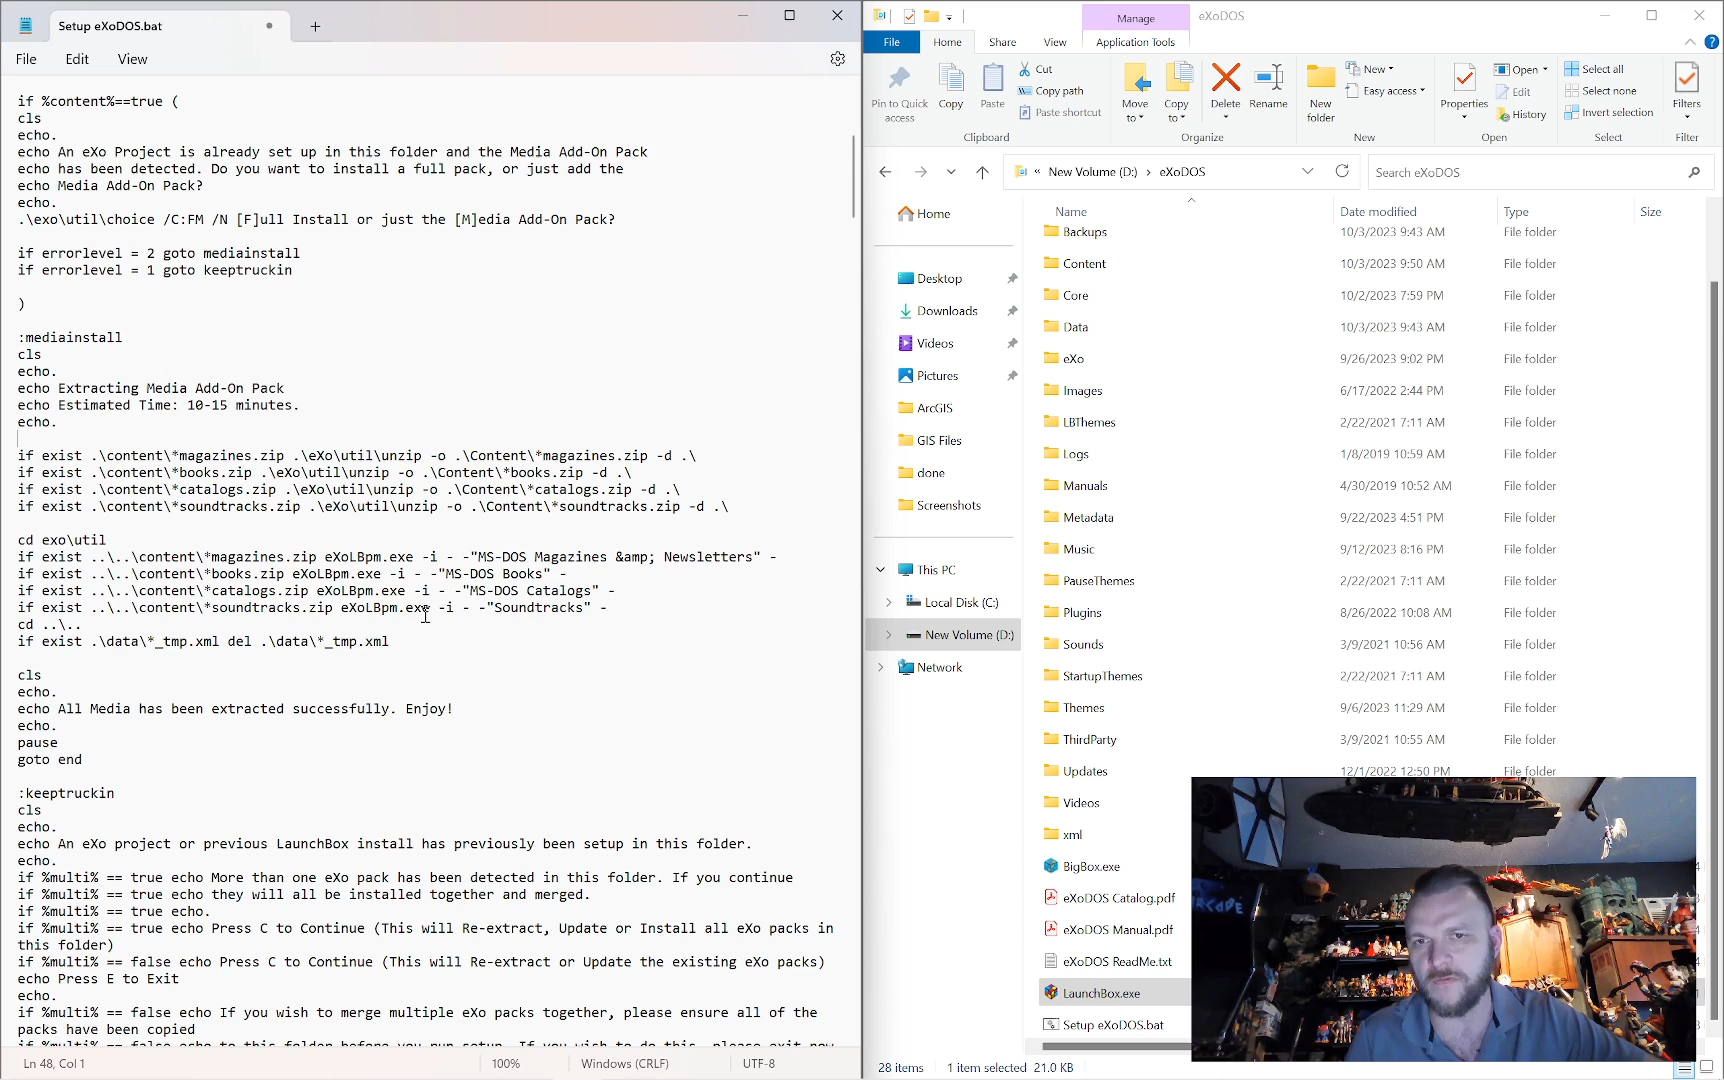 Setup eXoDOS.bat
File Edit View
if %content%==true (
cls
echo.
echo An eXo Project is already set up in this folder and the Media Add-On Pack
echo has been detected. Do you want to install a full pack, or just add the
echo Media Add-On Pack?
echo.
.\exo\util\choice /C:FM /N [F]ull Install or just the [M]edia Add-On Pack?
if errorlevel = 2 goto mediainstall
if errorlevel = 1 goto keeptruckin
)
:mediainstall
cls
echo.
echo Extracting Media Add-On Pack
echo Estimated Time: 10-15 minutes.
echo.
if exist .\content\*magazines.zip .\eXo\util\unzip -o .\Content\*magazines.zip -d .\
if exist .\content\*books.zip .\eXo\util\unzip -o .\Content\*books.zip -d .\
if exist .\content\*catalogs.zip .\eXo\util\unzip -o .\Content\*catalogs.zip -d .\
if exist .\content\*soundtracks.zip .\eXo\util\unzip -o .\Content\*soundtracks.zip -d .\
cd exo\util
if exist ..\..\content\*magazines.zip eXoLBpm.exe -i - -"MS-DOS Magazines &amp; Newsletters" -
if exist ..\..\content\*books.zip eXoLBpm.exe -i - -"MS-DOS Books" -
if exist ..\..\content\*catalogs.zip eXoLBpm.exe -i - -"MS-DOS Catalogs" -
if exist ..\..\content\*soundtracks.zip eXoLBpm.exe -i - -"Soundtracks" -
cd ..\..
if exist .\data\*_tmp.xml del .\data\*_tmp.xml
cls
echo.
echo All Media has been extracted successfully. Enjoy!
echo.
pause
goto end
:keeptruckin
cls
echo.
echo An eXo project or previous LaunchBox install has previously been setup in this folder.
echo.
if %multi% == true echo More than one eXo pack has been detected in this folder. If you continue
if %multi% == true echo they will all be installed together and merged.
if %multi% == true echo.
if %multi% == true echo Press C to Continue (This will Re-extract, Update or Install all eXo packs in
this folder)
if %multi% == false echo Press C to Continue (This will Re-extract or Update the existing eXo packs)
echo Press E to Exit
echo.
if %multi% == false echo If you wish to merge multiple eXo packs together, please ensure all of the
packs have been copied
if %multi% == false echo to this folder before you run setup. If you wish to do this, please exit now
Ln 48, Col 1 100% Windows (CRLF) UTF-8
Manage eXoDOS
File Home Share View Application Tools
Pin to Quick access
Copy
Paste
Cut
Copy path
Paste shortcut
Move to
Copy to
Delete
Rename
New folder
New
Easy access
Properties
Open
Edit
History
Select all
Select none
Invert selection
Filters
Clipboard Organize New Open Select Filter
« New Volume (D:) › eXoDOS
Search eXoDOS
Home
Desktop
Downloads
Videos
Pictures
ArcGIS
GIS Files
done
Screenshots
This PC
Local Disk (C:)
New Volume (D:)
Network
Name Date modified Type Size
Backups 10/3/2023 9:43 AM File folder
Content 10/3/2023 9:50 AM File folder
Core 10/2/2023 7:59 PM File folder
Data 10/3/2023 9:43 AM File folder
eXo 9/26/2023 9:02 PM File folder
Images 6/17/2022 2:44 PM File folder
LBThemes 2/22/2021 7:11 AM File folder
Logs 1/8/2019 10:59 AM File folder
Manuals 4/30/2019 10:52 AM File folder
Metadata 9/22/2023 4:51 PM File folder
Music 9/12/2023 8:16 PM File folder
PauseThemes 2/22/2021 7:11 AM File folder
Plugins 8/26/2022 10:08 AM File folder
Sounds 3/9/2021 10:56 AM File folder
StartupThemes 2/22/2021 7:11 AM File folder
Themes 9/6/2023 11:29 AM File folder
ThirdParty 3/9/2021 10:55 AM File folder
Updates 12/1/2022 12:50 PM File folder
Videos
xml
BigBox.exe
eXoDOS Catalog.pdf
eXoDOS Manual.pdf
eXoDOS ReadMe.txt
LaunchBox.exe
Setup eXoDOS.bat
28 items 1 item selected 21.0 KB